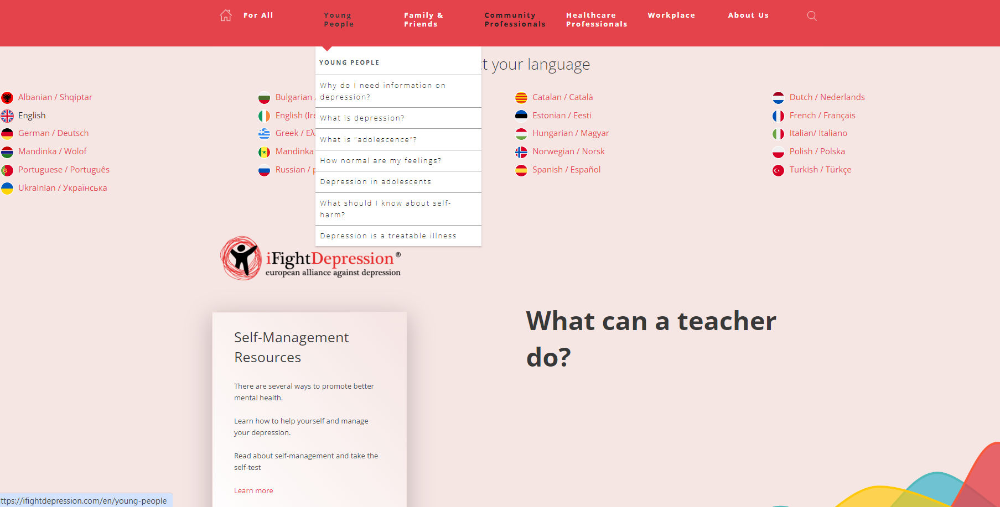 For All
Young
People
Family &
Friends
Community
Professionals
Healthcare
Professionals
Workplace
About Us
YOUNG PEOPLE
Why do I need information on
depression?
What is depression?
What is "adolescence"?
How normal are my feelings?
Depression in adolescents
What should I know about self-
harm?
Depression is a treatable illness
t your language
Albanian / Shqiptar
Bulgarian /
Catalan / Català
Dutch / Nederlands
English
English (Ire
Estonian / Eesti
French / Français
German / Deutsch
Greek / Ελ
Hungarian / Magyar
Italian/ Italiano
Mandinka / Wolof
Mandinka
Norwegian / Norsk
Polish / Polska
Portuguese / Português
Russian /
Spanish / Español
Turkish / Türkçe
Ukrainian / Українська
iFightDepression®
european alliance against depression
Self-Management
Resources
There are several ways to promote better
mental health.
Learn how to help yourself and manage
your depression.
Read about self-management and take the
self-test
Learn more
What can a teacher
do?
ttps://ifightdepression.com/en/young-people